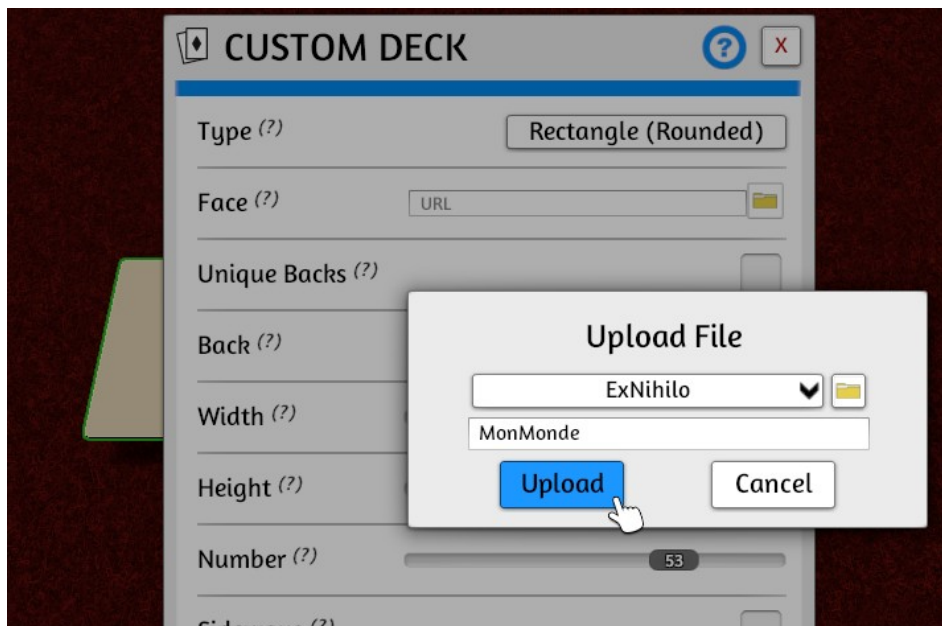 CUSTOM DECK ? X
Type (?) Rectangle (Rounded)
Face (?) URL
Unique Backs (?)
Back (?)
Width (?)
Height (?)
Number (?) 53
Upload File
ExNihilo
MonMonde
Upload Cancel